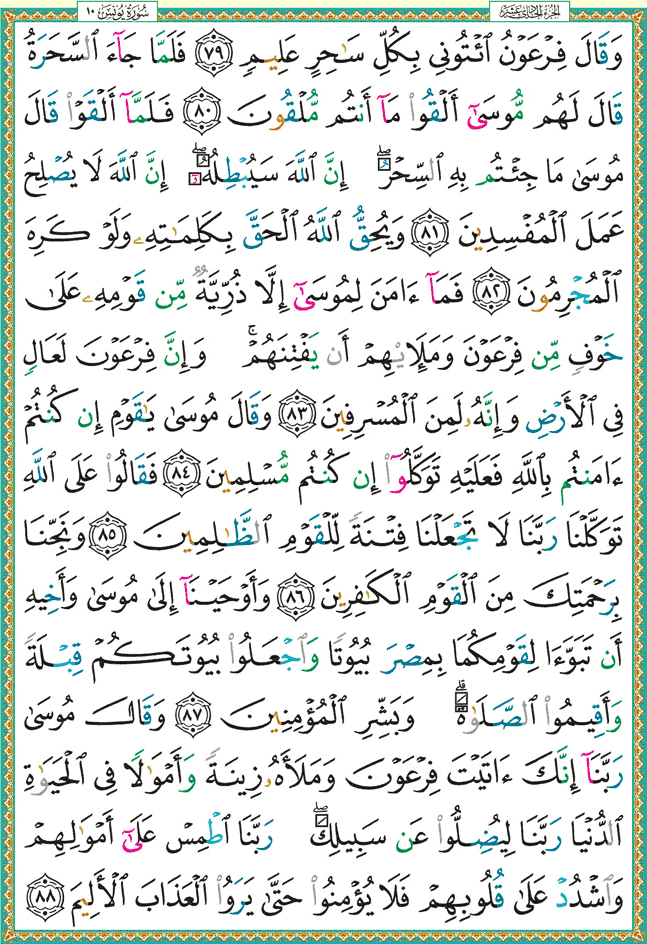 الجزء الحادي عشر
سورة يونس ١٠
وَقَالَ فِرْعَوْنُ ٱئْتُونِي بِكُلِّ سَٰحِرٍ عَلِيمٖ ٧٩ فَلَمَّا جَآءَ ٱلسَّحَرَةُ
قَالَ لَهُم مُّوسَىٰٓ أَلْقُوا۟ مَآ أَنتُم مُّلْقُونَ ٨٠ فَلَمَّآ أَلْقَوْا۟ قَالَ
مُوسَىٰ مَا جِئْتُم بِهِ ٱلسِّحْرُ ۖ إِنَّ ٱللَّهَ سَيُبْطِلُهُۥٓ ۖ إِنَّ ٱللَّهَ لَا يُصْلِحُ
عَمَلَ ٱلْمُفْسِدِينَ ٨١ وَيُحِقُّ ٱللَّهُ ٱلْحَقَّ بِكَلِمَٰتِهِۦ وَلَوْ كَرِهَ
ٱلْمُجْرِمُونَ ٨٢ فَمَآ ءَامَنَ لِمُوسَىٰٓ إِلَّا ذُرِّيَّةٌ مِّن قَوْمِهِۦ عَلَىٰ
خَوْفٍ مِّن فِرْعَوْنَ وَمَلَإِي۟هِمْ أَن يَفْتِنَهُمْ ۚ وَإِنَّ فِرْعَوْنَ لَعَالٍ
فِي ٱلْأَرْضِ وَإِنَّهُۥ لَمِنَ ٱلْمُسْرِفِينَ ٨٣ وَقَالَ مُوسَىٰ يَٰقَوْمِ إِن كُنتُمْ
ءَامَنتُم بِٱللَّهِ فَعَلَيْهِ تَوَكَّلُوٓا۟ إِن كُنتُم مُّسْلِمِينَ ٨٤ فَقَالُوا۟ عَلَى ٱللَّهِ
تَوَكَّلْنَا رَبَّنَا لَا تَجْعَلْنَا فِتْنَةً لِّلْقَوْمِ ٱلظَّٰلِمِينَ ٨٥ وَنَجِّنَا
بِرَحْمَتِكَ مِنَ ٱلْقَوْمِ ٱلْكَٰفِرِينَ ٨٦ وَأَوْحَيْنَآ إِلَىٰ مُوسَىٰ وَأَخِيهِ
أَن تَبَوَّءَا لِقَوْمِكُمَا بِمِصْرَ بُيُوتًا وَٱجْعَلُوا۟ بُيُوتَكُمْ قِبْلَةً
وَأَقِيمُوا۟ ٱلصَّلَوٰةَ ۗ وَبَشِّرِ ٱلْمُؤْمِنِينَ ٨٧ وَقَالَ مُوسَىٰ
رَبَّنَآ إِنَّكَ ءَاتَيْتَ فِرْعَوْنَ وَمَلَأَهُۥ زِينَةً وَأَمْوَٰلًا فِي ٱلْحَيَوٰةِ
ٱلدُّنْيَا رَبَّنَا لِيُضِلُّوا۟ عَن سَبِيلِكَ ۖ رَبَّنَا ٱطْمِسْ عَلَىٰٓ أَمْوَٰلِهِمْ
وَٱشْدُدْ عَلَىٰ قُلُوبِهِمْ فَلَا يُؤْمِنُوا۟ حَتَّىٰ يَرَوُا۟ ٱلْعَذَابَ ٱلْأَلِيمَ ٨٨